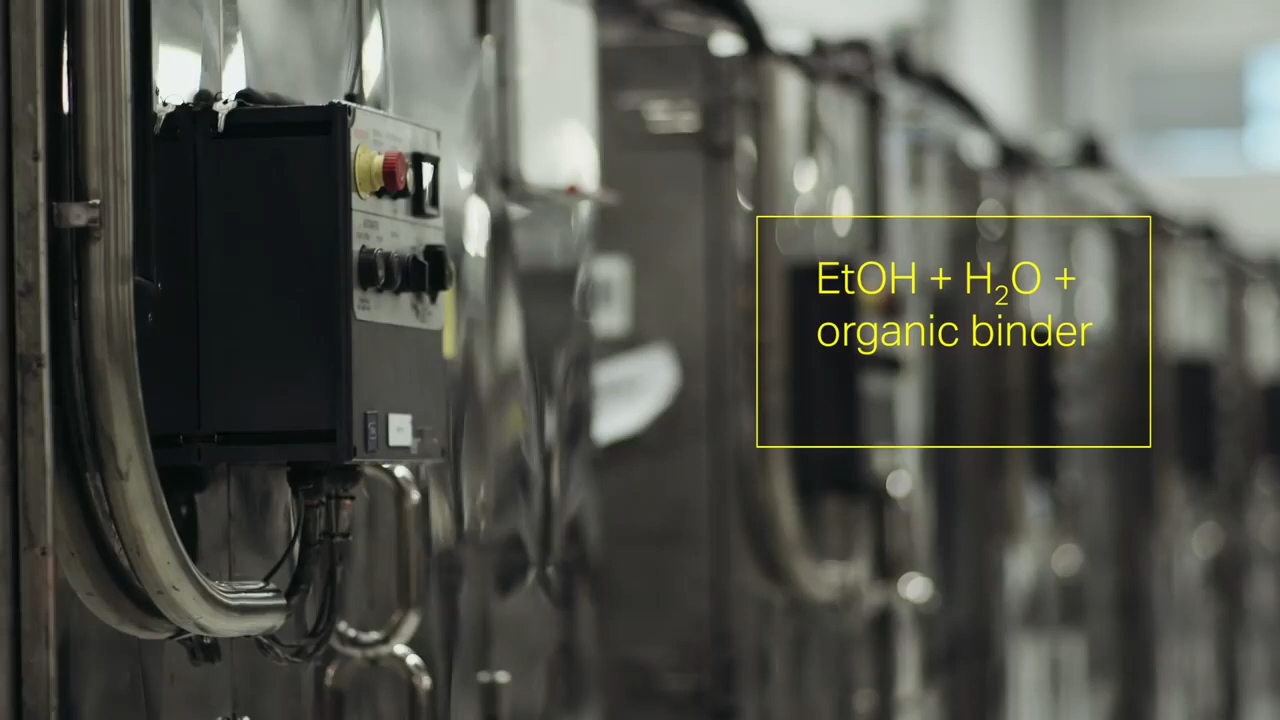 EtOH + H₂O +
organic binder